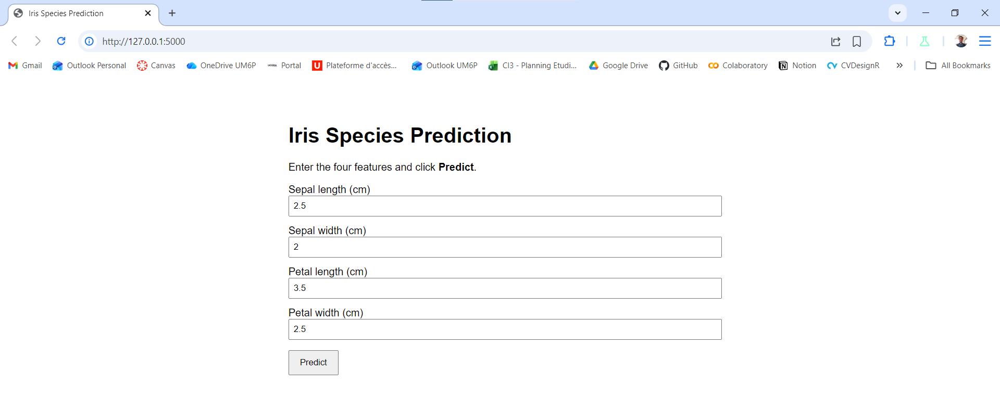 Iris Species Prediction
http://127.0.0.1:5000
Gmail Outlook Personal Canvas OneDrive UM6P UCOPIA Portal U Plateforme d'accès... Outlook UM6P CI3 - Planning Etudi... Google Drive GitHub Colaboratory Notion CVDesignR » All Bookmarks
Iris Species Prediction
Enter the four features and click Predict.
Sepal length (cm)
2.5
Sepal width (cm)
2
Petal length (cm)
3.5
Petal width (cm)
2.5
Predict